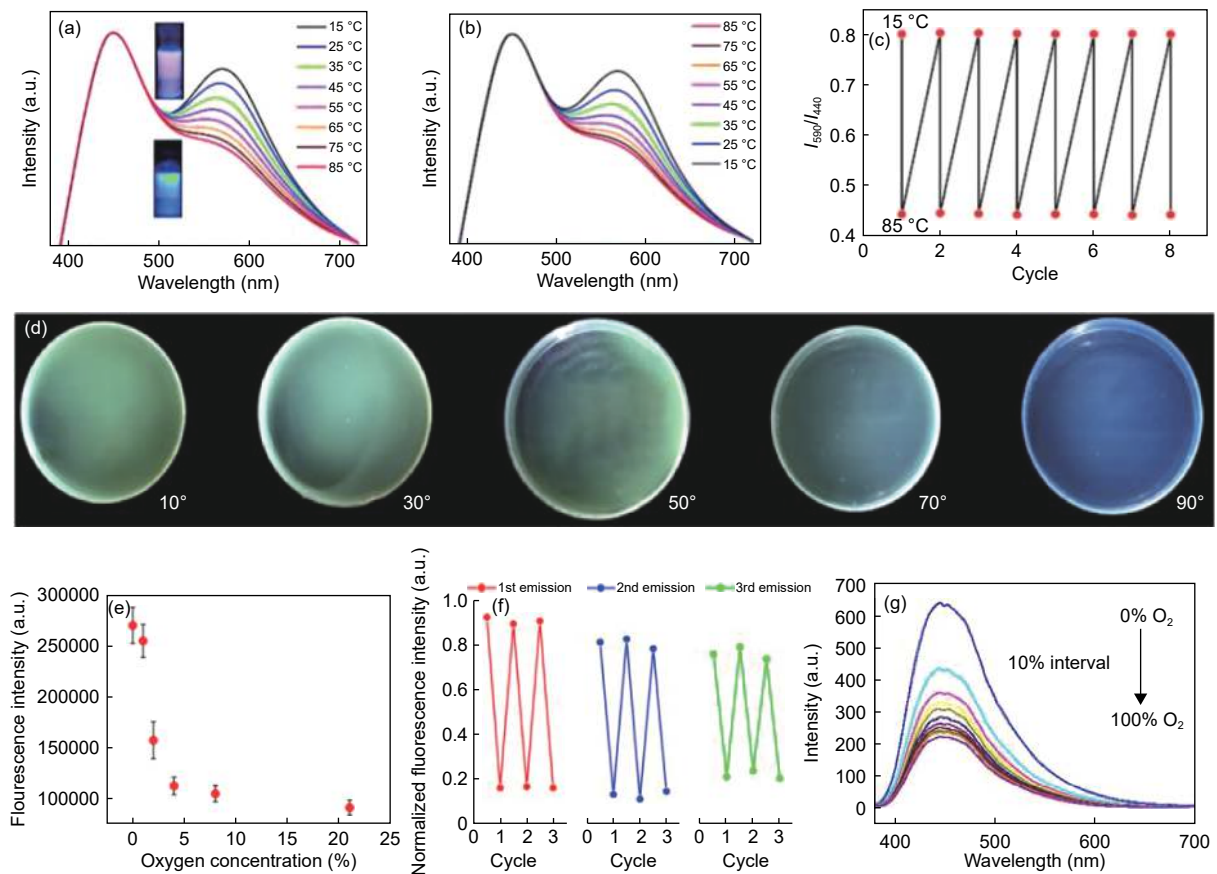 (a)
15 °C
25 °C
35 °C
45 °C
55 °C
65 °C
75 °C
85 °C
Intensity (a.u.)
400 500 600 700
Wavelength (nm)
(b)
85 °C
75 °C
65 °C
55 °C
45 °C
35 °C
25 °C
15 °C
Intensity (a.u.)
400 500 600 700
Wavelength (nm)
(c)
15 °C
85 °C
0.8
0.7
0.6
0.5
0.4
I590/I440
0 2 4 6 8
Cycle
(d)
10° 30° 50° 70° 90°
(e)
Flourescence intensity (a.u.)
300000
250000
200000
150000
100000
0 5 10 15 20 25
Oxygen concentration (%)
(f)
1st emission 2nd emission 3rd emission
Normalized fluorescence intensity (a.u.)
1.0
0.8
0.6
0.4
0.2
0
0 1 2 3 0 1 2 3 0 1 2 3
Cycle Cycle Cycle
(g)
Intensity (a.u.)
700
600
500
400
300
200
100
0
0% O2
10% interval
100% O2
400 500 600 700
Wavelength (nm)